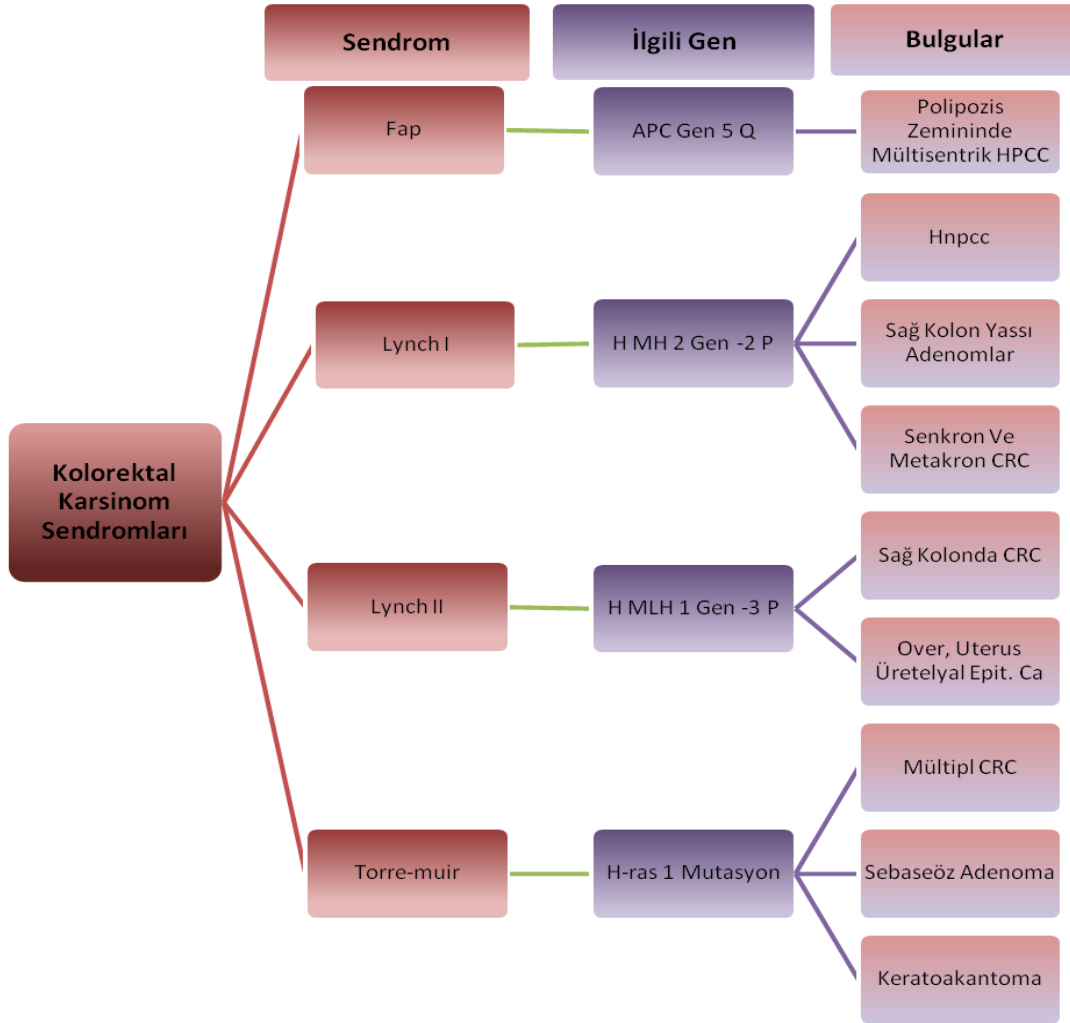 Sendrom
İlgili Gen
Bulgular
Fap
APC Gen 5 Q
Polipozis
Zemininde
Mültisentrik HPCC
Hnpcc
Lynch I
H MH 2 Gen -2 P
Sağ Kolon Yassı
Adenomlar
Senkron Ve
Metakron CRC
Kolorektal
Karsinom
Sendromları
Sağ Kolonda CRC
Lynch II
H MLH 1 Gen -3 P
Over, Uterus
Üretelyal Epit. Ca
Mültipl CRC
Torre-muir
H-ras 1 Mutasyon
Sebaseöz Adenoma
Keratoakantoma